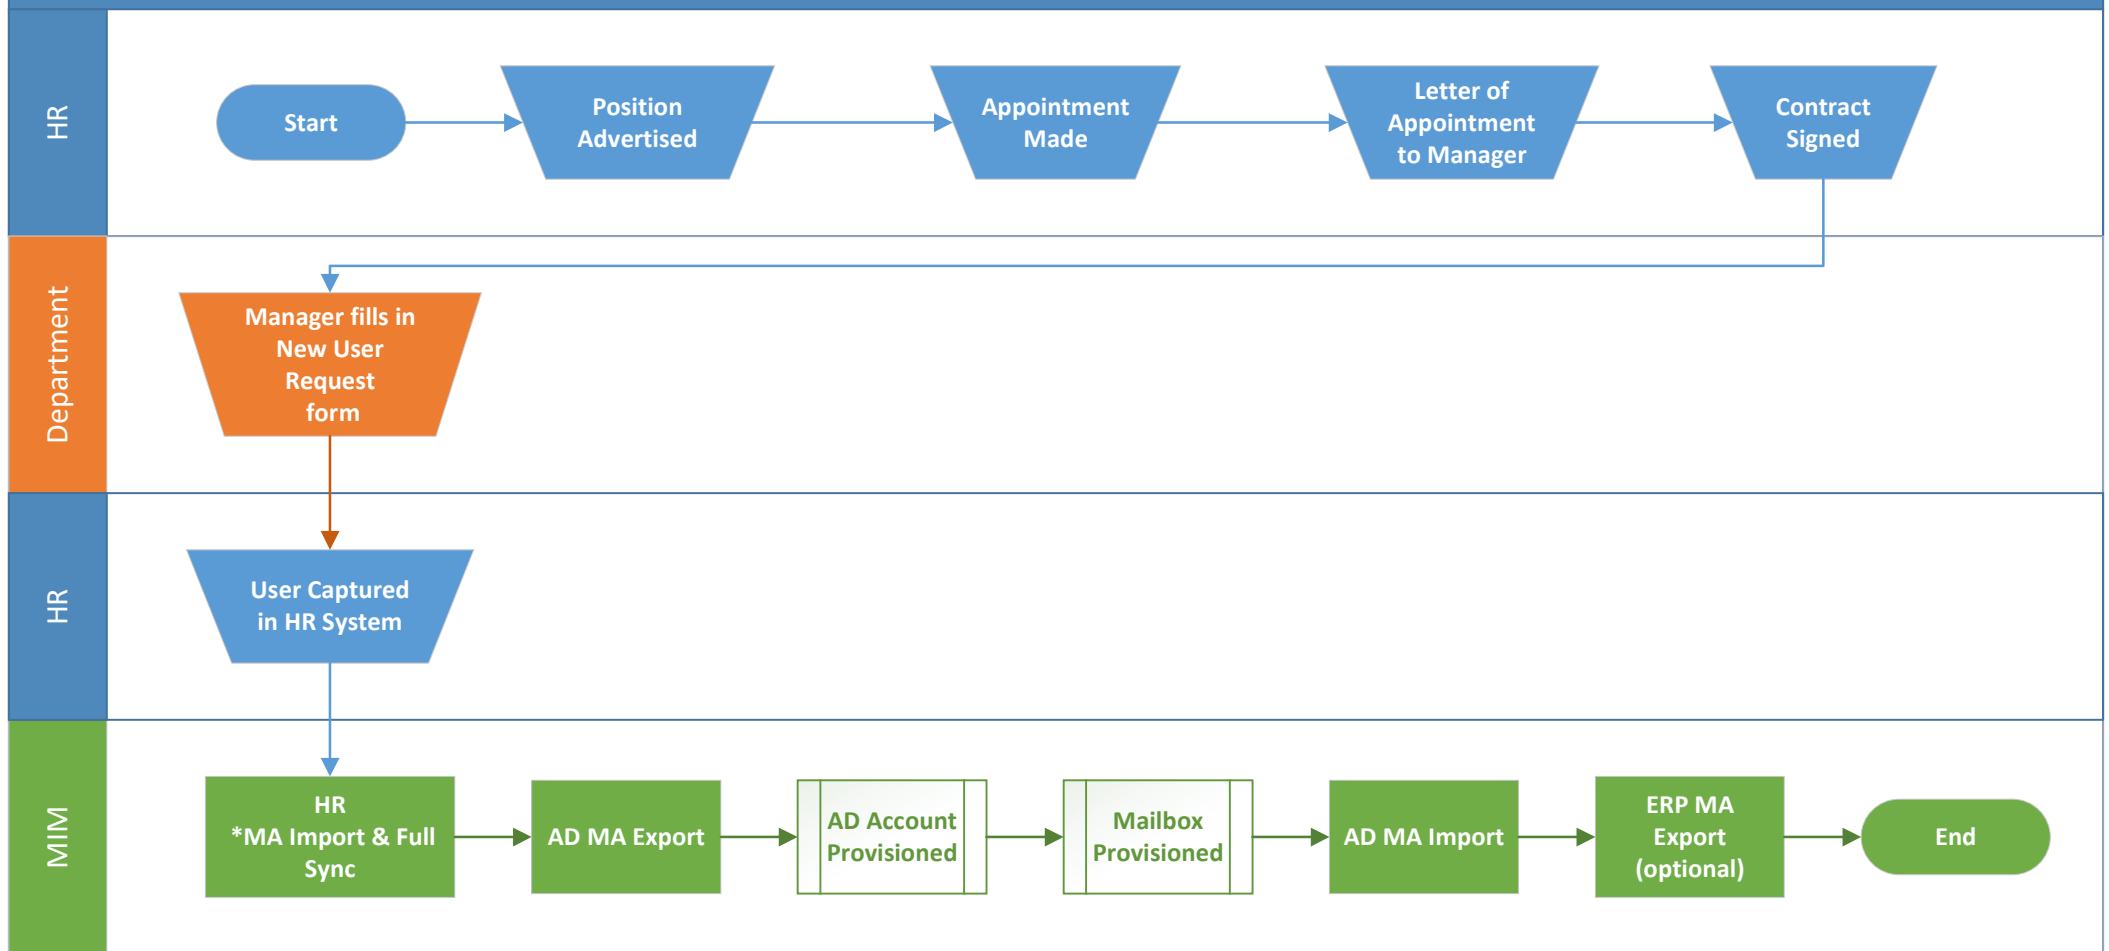 HR
Start
Position
Advertised
Appointment
Made
Letter of
Appointment
to Manager
Contract
Signed
Department
Manager fills in
New User
Request
form
HR
User Captured
in HR System
MIM
HR
*MA Import & Full
Sync
AD MA Export
AD Account
Provisioned
Mailbox
Provisioned
AD MA Import
ERP MA
Export
(optional)
End